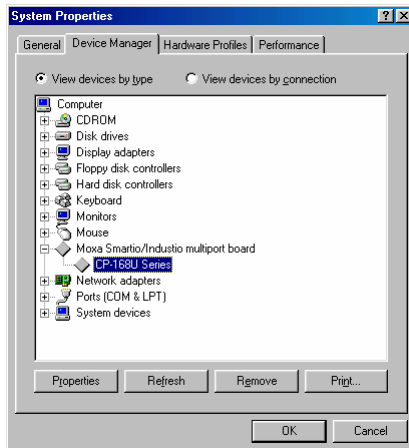 System Properties
General Device Manager Hardware Profiles Performance
View devices by type View devices by connection
Computer
CDROM
Disk drives
Display adapters
Floppy disk controllers
Hard disk controllers
Keyboard
Monitors
Mouse
Moxa Smartio/Industio multiport board
CP-168U Series
Network adapters
Ports (COM & LPT)
System devices
Properties Refresh Remove Print...
OK Cancel